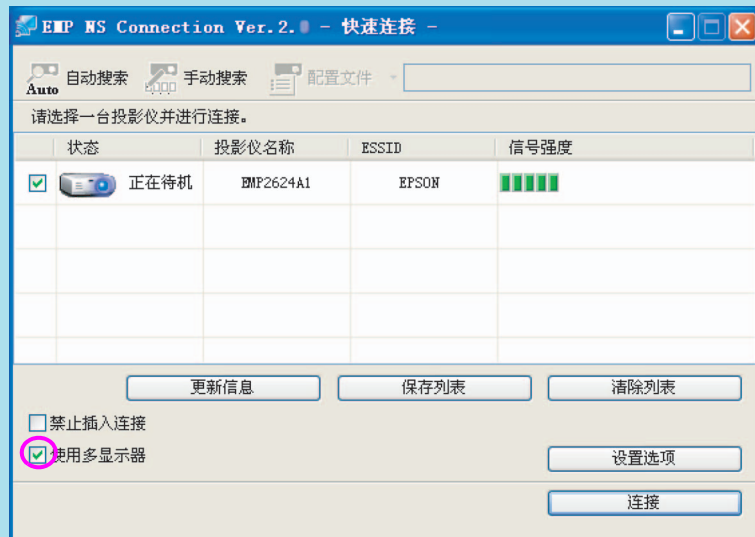 EMP NS Connection Ver.2.0 - 快速连接 -
Auto 自动搜索 手动搜索 配置文件
请选择一台投影仪并进行连接。
状态 投影仪名称 ESSID 信号强度
正在待机 EMP2624A1 EPSON
更新信息 保存列表 清除列表
禁止插入连接
使用多显示器 设置选项
连接